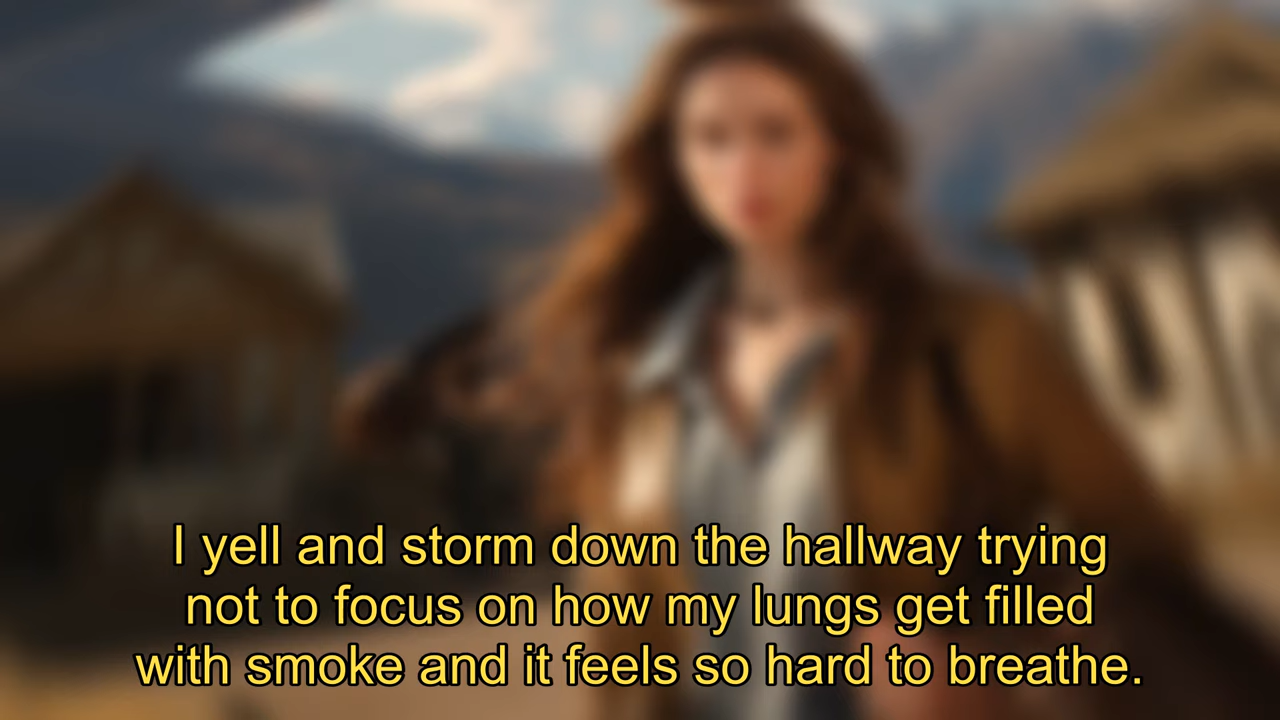 I yell and storm down the hallway trying
not to focus on how my lungs get filled
with smoke and it feels so hard to breathe.